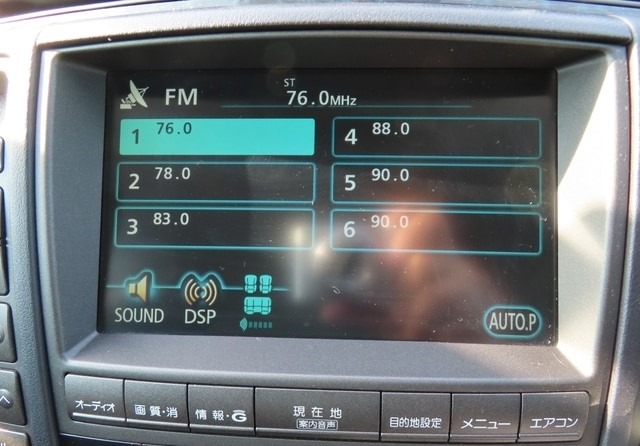 FM ST 76.0MHz
1 76.0
2 78.0
3 83.0
4 88.0
5 90.0
6 90.0
SOUND DSP AUTO.P
オーディオ 画質・消 情報・G 現在地 目的地設定 メニュー エアコン
案内音声
へ